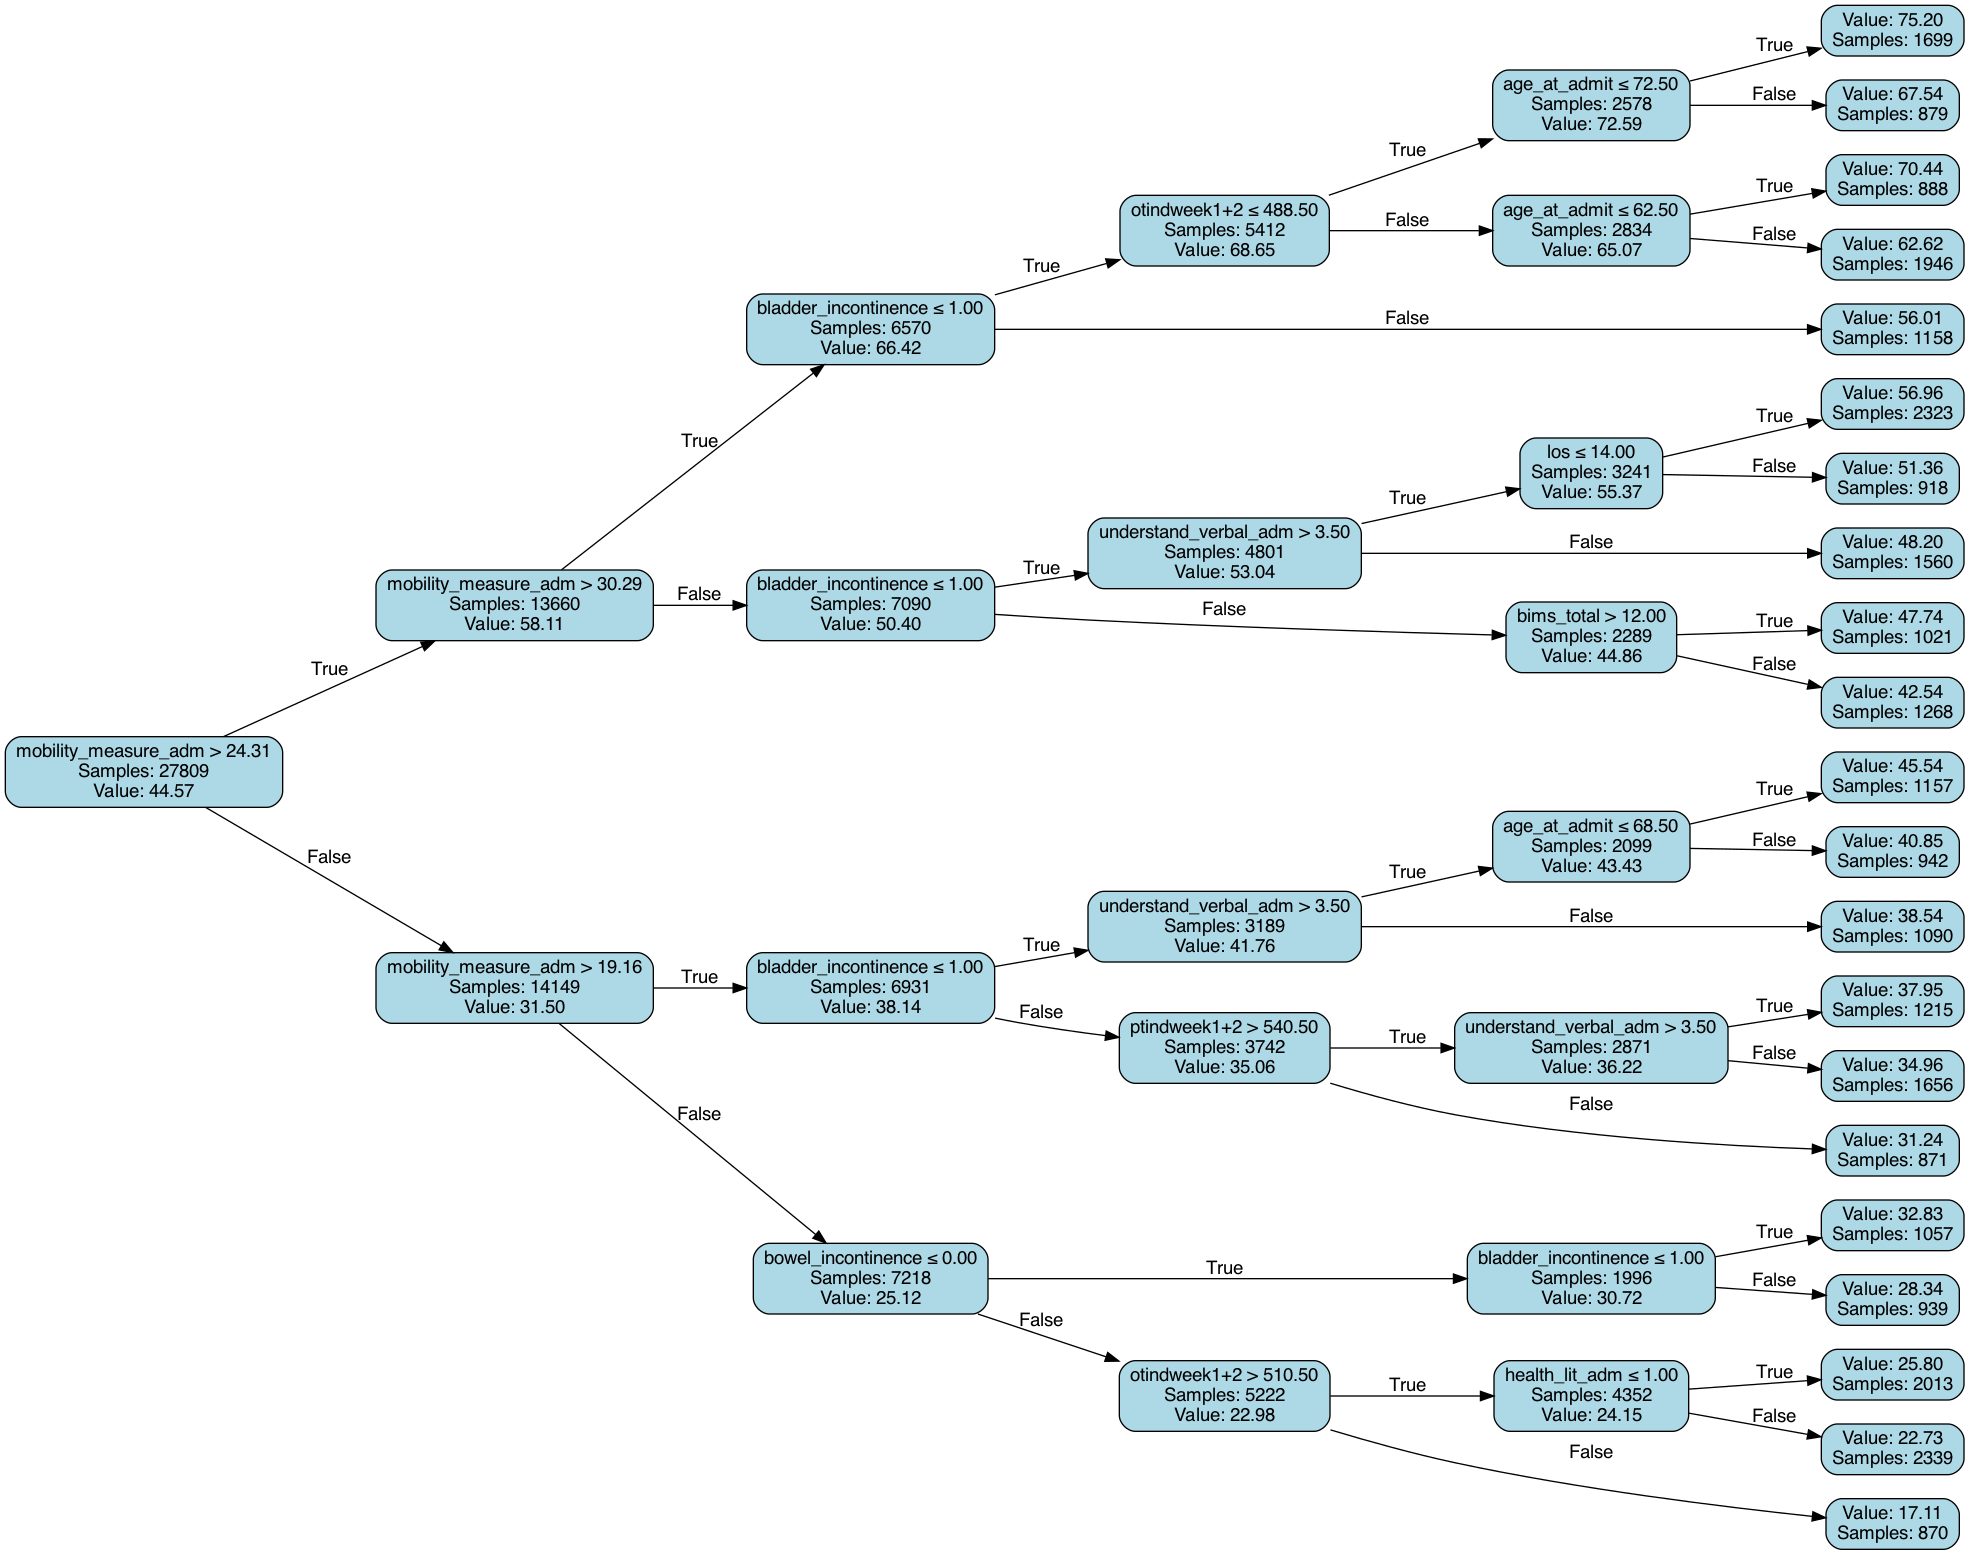 Value: 75.20
Samples: 1699
True
age_at_admit ≤ 72.50
Samples: 2578
Value: 72.59
False
Value: 67.54
Samples: 879
True
Value: 70.44
Samples: 888
True
otindweek1+2 ≤ 488.50
Samples: 5412
Value: 68.65
False
age_at_admit ≤ 62.50
Samples: 2834
Value: 65.07
False
Value: 62.62
Samples: 1946
True
bladder_incontinence ≤ 1.00
Samples: 6570
Value: 66.42
False
Value: 56.01
Samples: 1158
True
Value: 56.96
Samples: 2323
True
los ≤ 14.00
Samples: 3241
Value: 55.37
False
Value: 51.36
Samples: 918
True
understand_verbal_adm > 3.50
Samples: 4801
Value: 53.04
False
Value: 48.20
Samples: 1560
mobility_measure_adm > 30.29
Samples: 13660
Value: 58.11
False
bladder_incontinence ≤ 1.00
Samples: 7090
Value: 50.40
True
False
bims_total > 12.00
Samples: 2289
Value: 44.86
True
Value: 47.74
Samples: 1021
False
Value: 42.54
Samples: 1268
True
mobility_measure_adm > 24.31
Samples: 27809
Value: 44.57
False
True
Value: 45.54
Samples: 1157
age_at_admit ≤ 68.50
Samples: 2099
Value: 43.43
False
Value: 40.85
Samples: 942
True
understand_verbal_adm > 3.50
Samples: 3189
Value: 41.76
False
Value: 38.54
Samples: 1090
mobility_measure_adm > 19.16
Samples: 14149
Value: 31.50
True
bladder_incontinence ≤ 1.00
Samples: 6931
Value: 38.14
True
False
ptindweek1+2 > 540.50
Samples: 3742
Value: 35.06
True
understand_verbal_adm > 3.50
Samples: 2871
Value: 36.22
True
Value: 37.95
Samples: 1215
False
Value: 34.96
Samples: 1656
False
Value: 31.24
Samples: 871
False
bowel_incontinence ≤ 0.00
Samples: 7218
Value: 25.12
True
bladder_incontinence ≤ 1.00
Samples: 1996
Value: 30.72
True
Value: 32.83
Samples: 1057
False
Value: 28.34
Samples: 939
False
otindweek1+2 > 510.50
Samples: 5222
Value: 22.98
True
health_lit_adm ≤ 1.00
Samples: 4352
Value: 24.15
True
Value: 25.80
Samples: 2013
False
Value: 22.73
Samples: 2339
False
Value: 17.11
Samples: 870